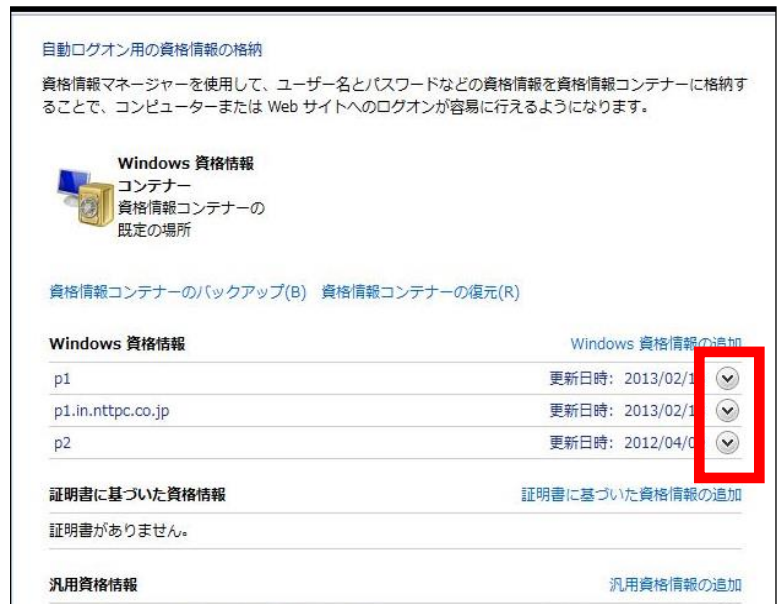 自動ログオン用の資格情報の格納
資格情報マネージャーを使用して、ユーザー名とパスワードなどの資格情報を資格情報コンテナーに格納す
ることで、コンピューターまたは Web サイトへのログオンが容易に行えるようになります。
Windows 資格情報
コンテナー
資格情報コンテナーの
既定の場所
資格情報コンテナーのバックアップ(B) 資格情報コンテナーの復元(R)
Windows 資格情報 Windows 資格情報の追加
p1 更新日時: 2013/02/1
p1.in.nttpc.co.jp 更新日時: 2013/02/1
p2 更新日時: 2012/04/0
証明書に基づいた資格情報 証明書に基づいた資格情報の追加
証明書がありません。
汎用資格情報 汎用資格情報の追加